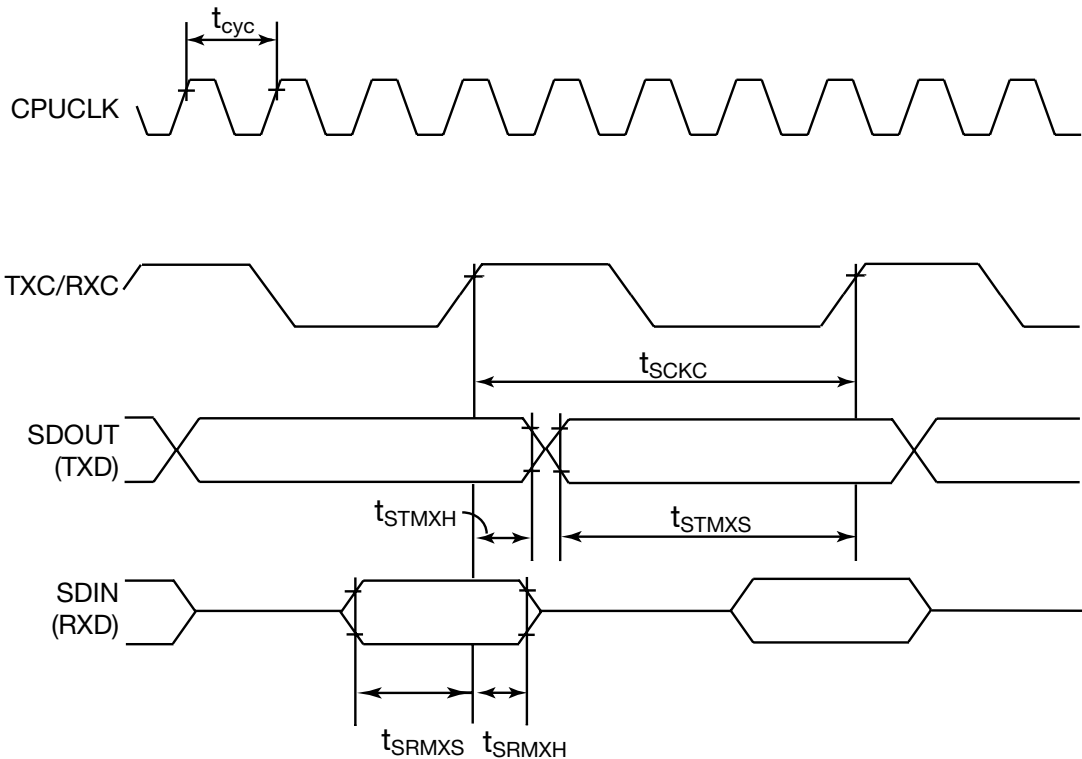 tcyc
CPUCLK
TXC/RXC
tSCKC
SDOUT
(TXD)
tSTMXH
tSTMXS
SDIN
(RXD)
tSRMXS
tSRMXH